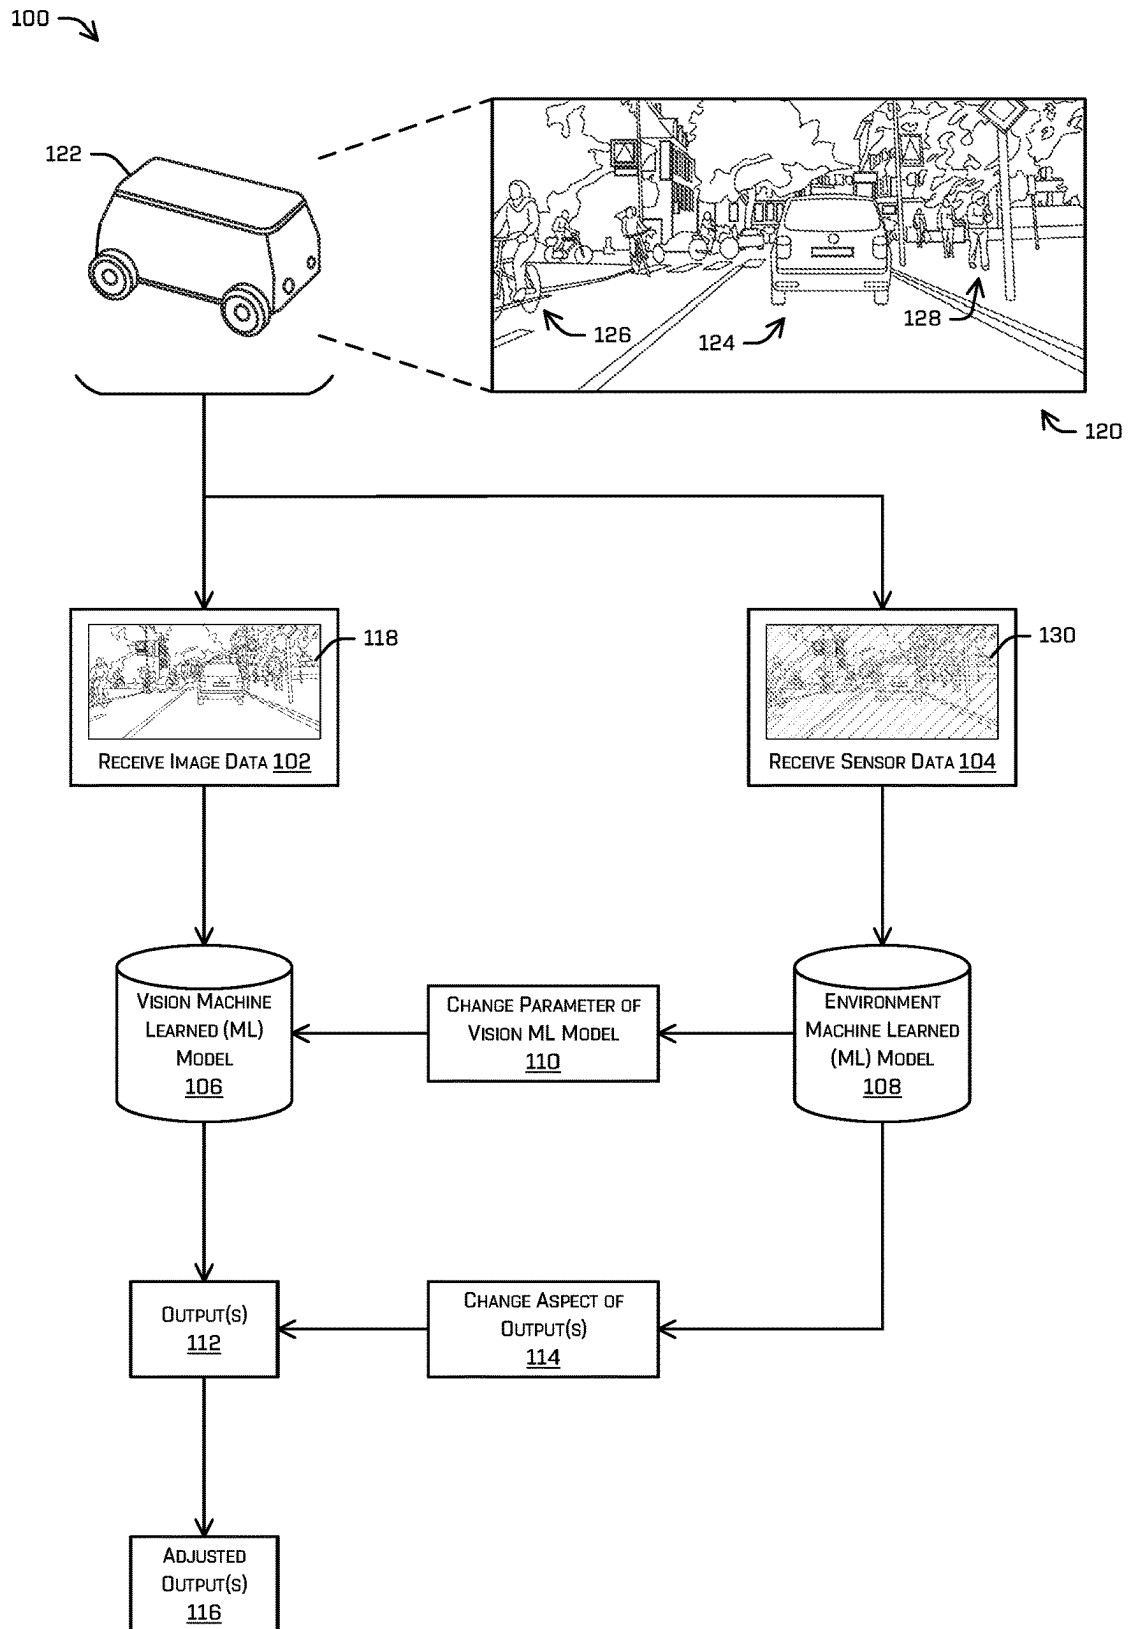 100
122
126
124
128
120
118
130
RECEIVE IMAGE DATA 102
RECEIVE SENSOR DATA 104
VISION MACHINE
LEARNED (ML)
MODEL
106
CHANGE PARAMETER OF
VISION ML MODEL
110
ENVIRONMENT
MACHINE LEARNED
(ML) MODEL
108
OUTPUT(S)
112
CHANGE ASPECT OF
OUTPUT(S)
114
ADJUSTED
OUTPUT(S)
116